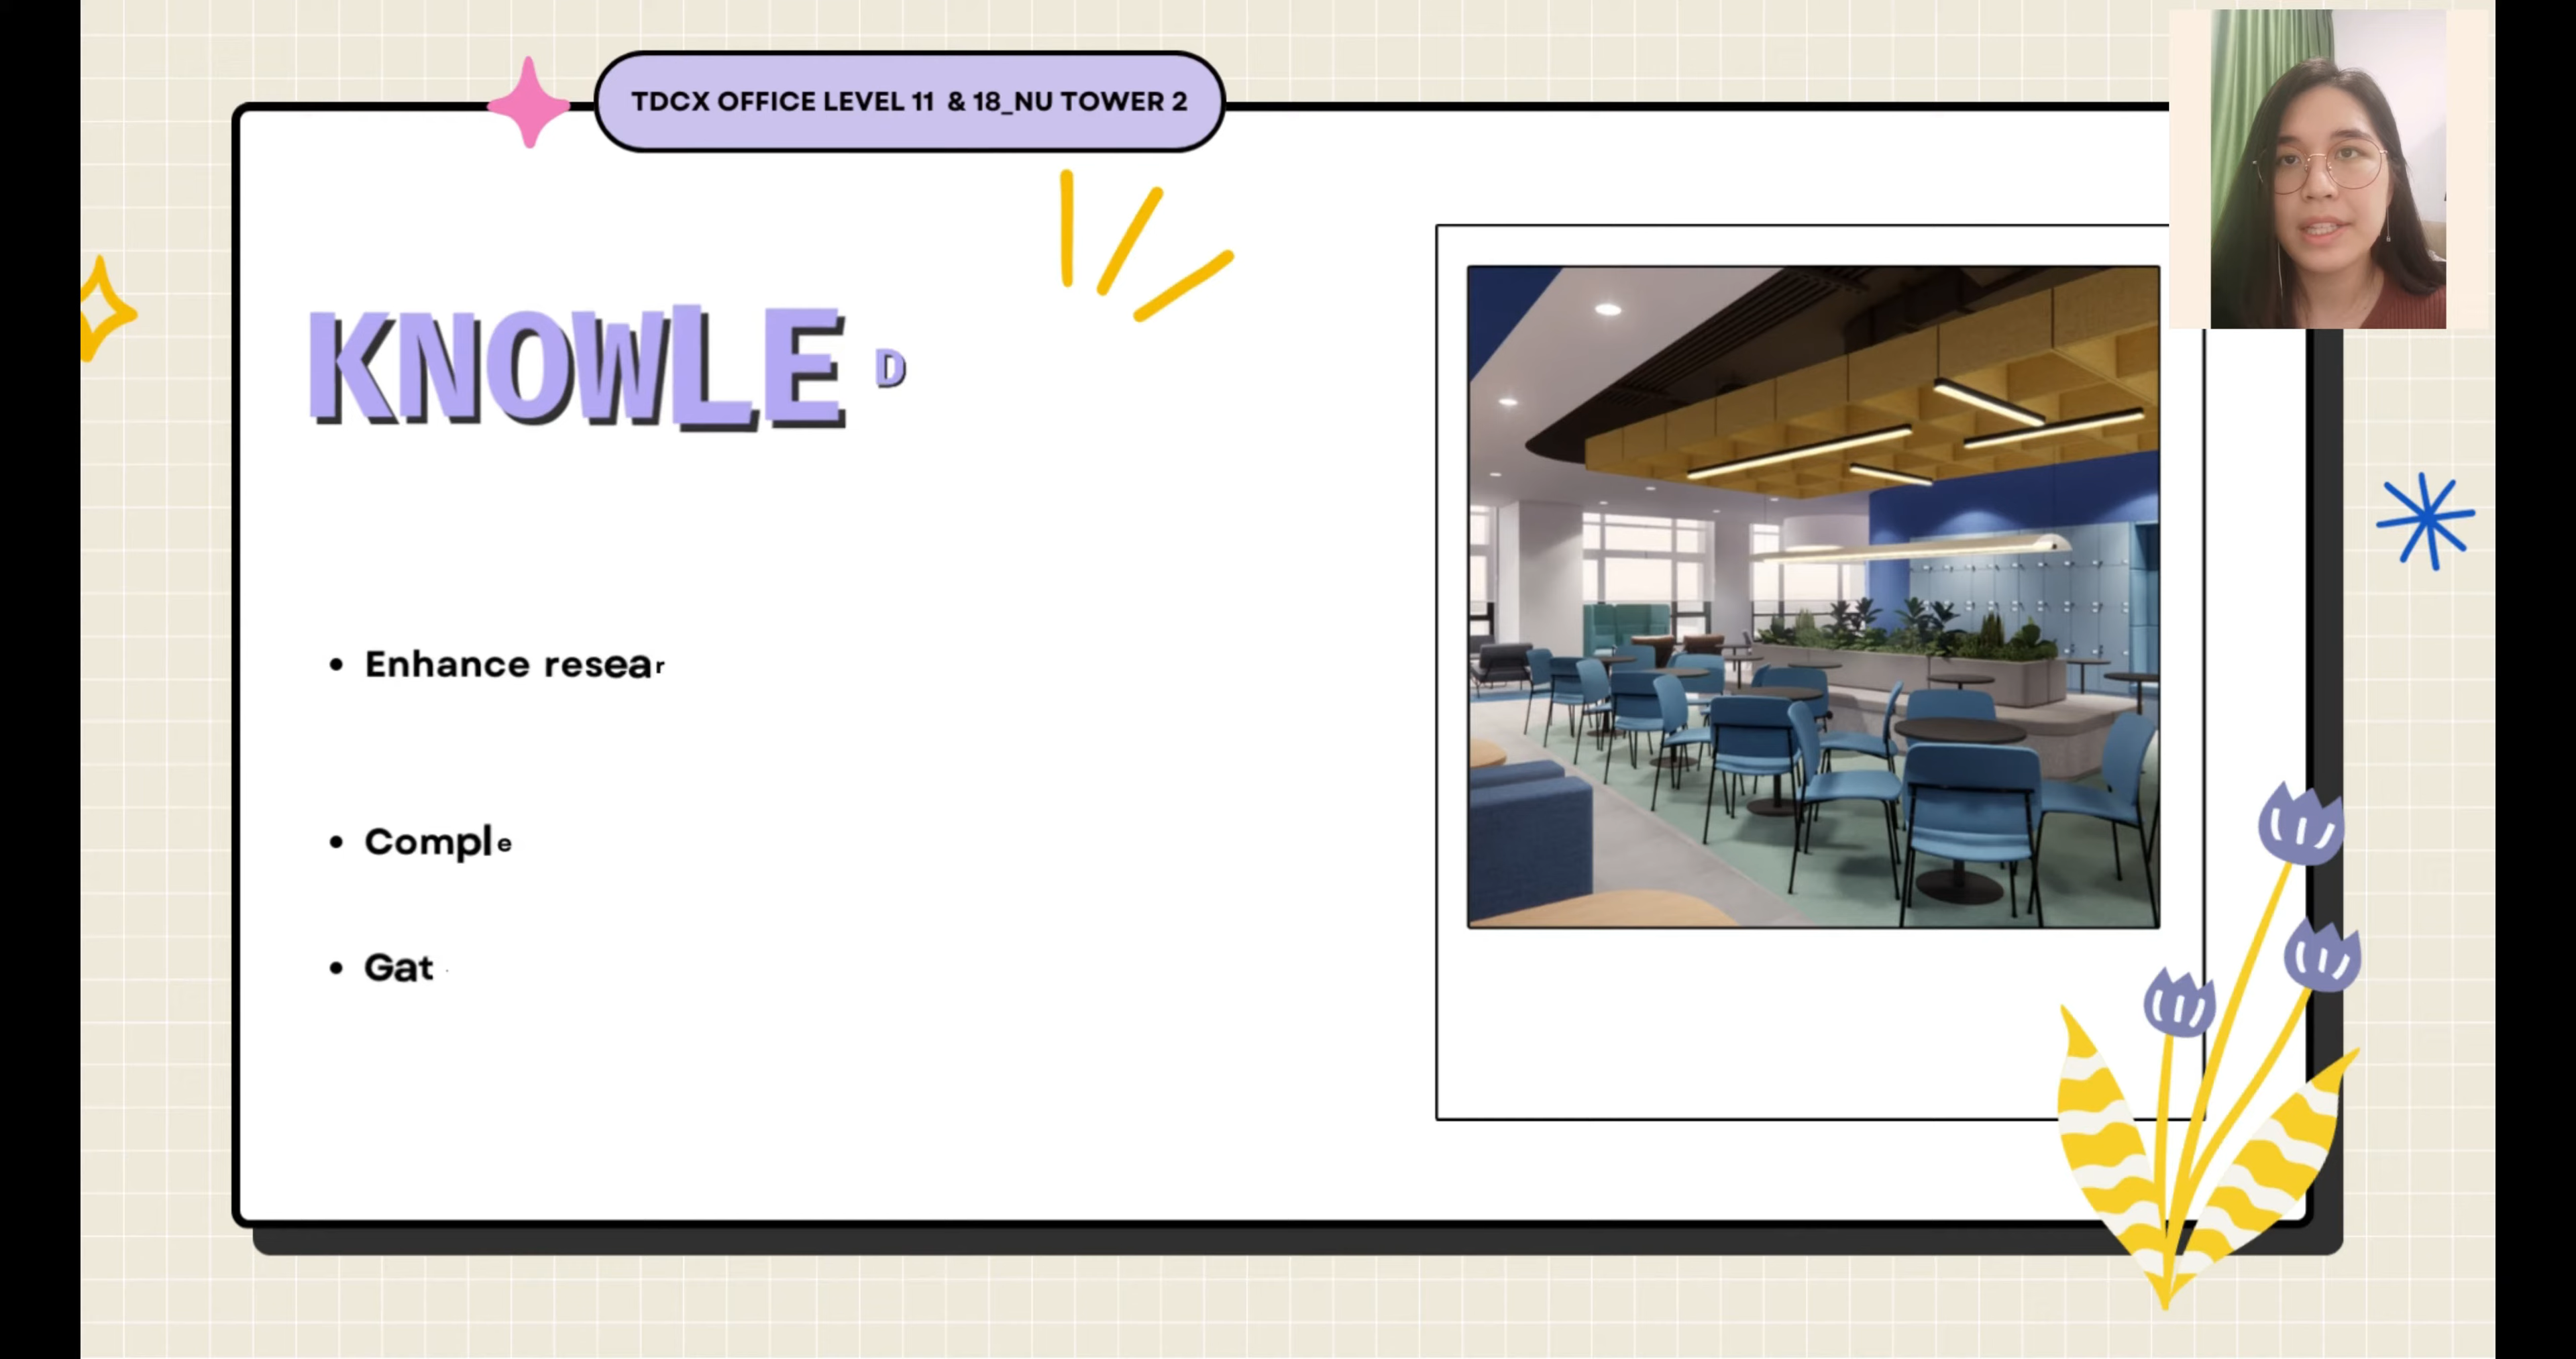 TDCX OFFICE LEVEL 11 & 18_NU TOWER 2
KNOWLED
• Enhance resear
• Comple
• Gat